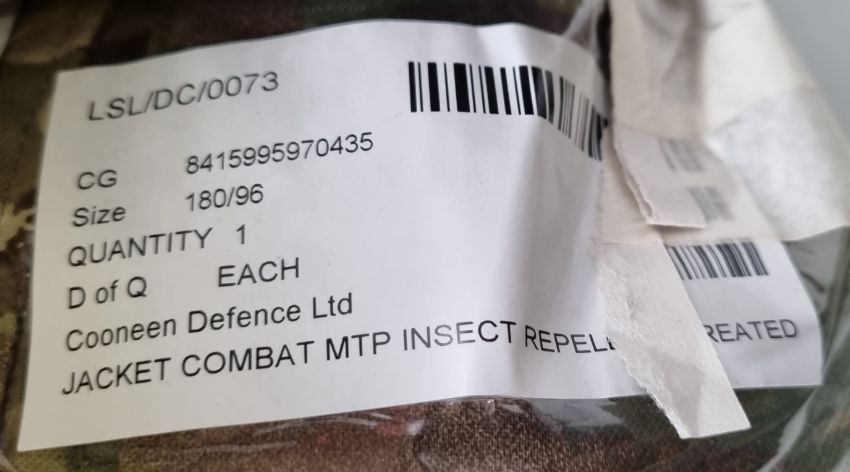 LSL/DC/0073
CG 8415995970435
Size 180/96
QUANTITY 1
D of Q EACH
Cooneen Defence Ltd
JACKET COMBAT MTP INSECT